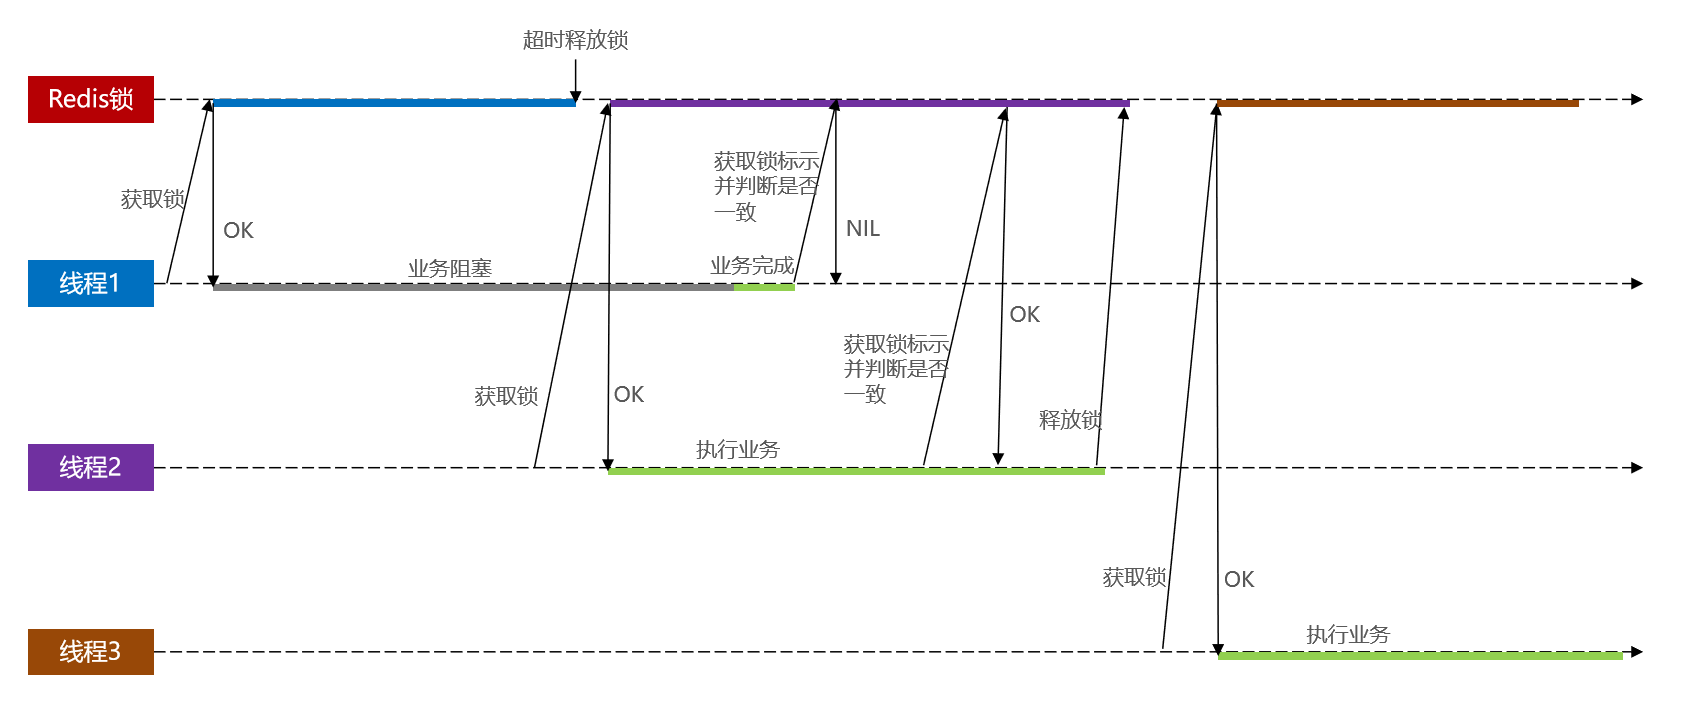 超时释放锁
Redis锁
获取锁标示
并判断是否
一致
获取锁
OK
NIL
业务阻塞
业务完成
线程1
OK
获取锁标示
并判断是否
一致
获取锁
OK
释放锁
执行业务
线程2
获取锁
OK
执行业务
线程3